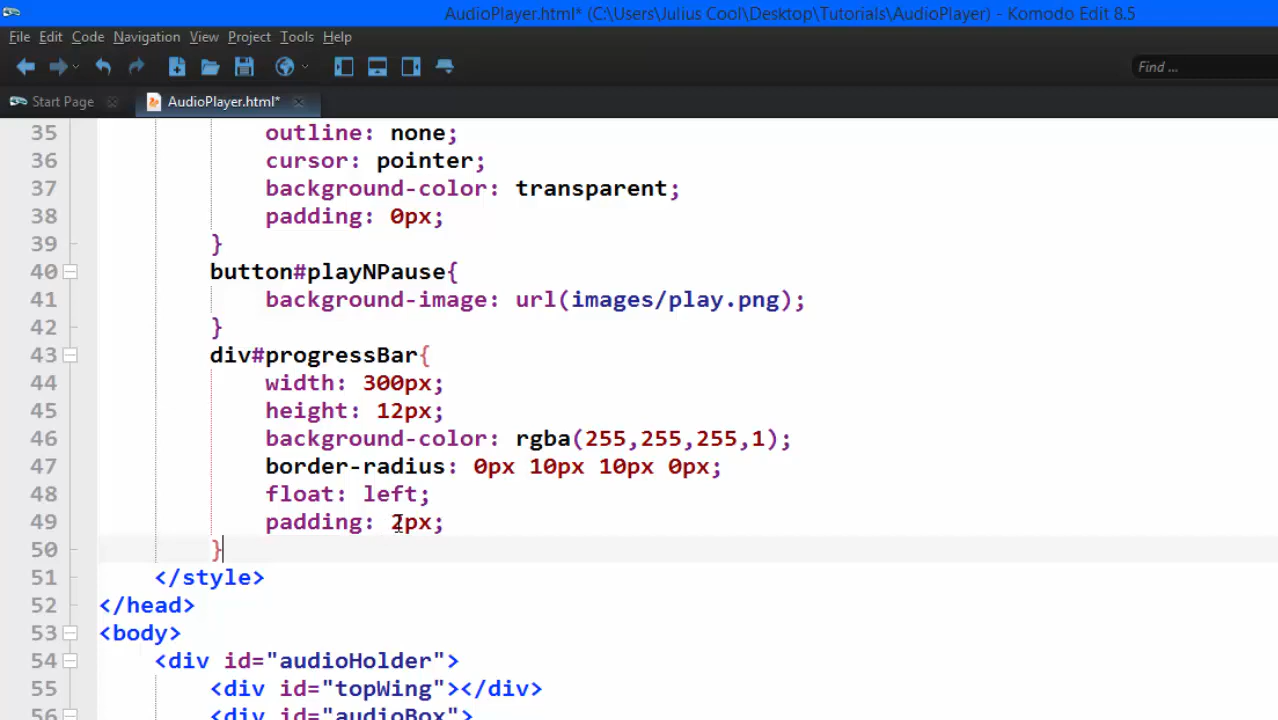 AudioPlayer.html* (C:\Users\Julius Cool\Desktop\Tutorials\AudioPlayer) - Komodo Edit 8.5
File Edit Code Navigation View Project Tools Help
Find ...
Start Page AudioPlayer.html*
35 outline: none;
36 cursor: pointer;
37 background-color: transparent;
38 padding: 0px;
39 }
40 button#playNPause{
41 background-image: url(images/play.png);
42 }
43 div#progressBar{
44 width: 300px;
45 height: 12px;
46 background-color: rgba(255,255,255,1);
47 border-radius: 0px 10px 10px 0px;
48 float: left;
49 padding: 2px;
50 }
51 </style>
52 </head>
53 <body>
54 <div id="audioHolder">
55 <div id="topWing"></div>
56 <div id="audioBox">